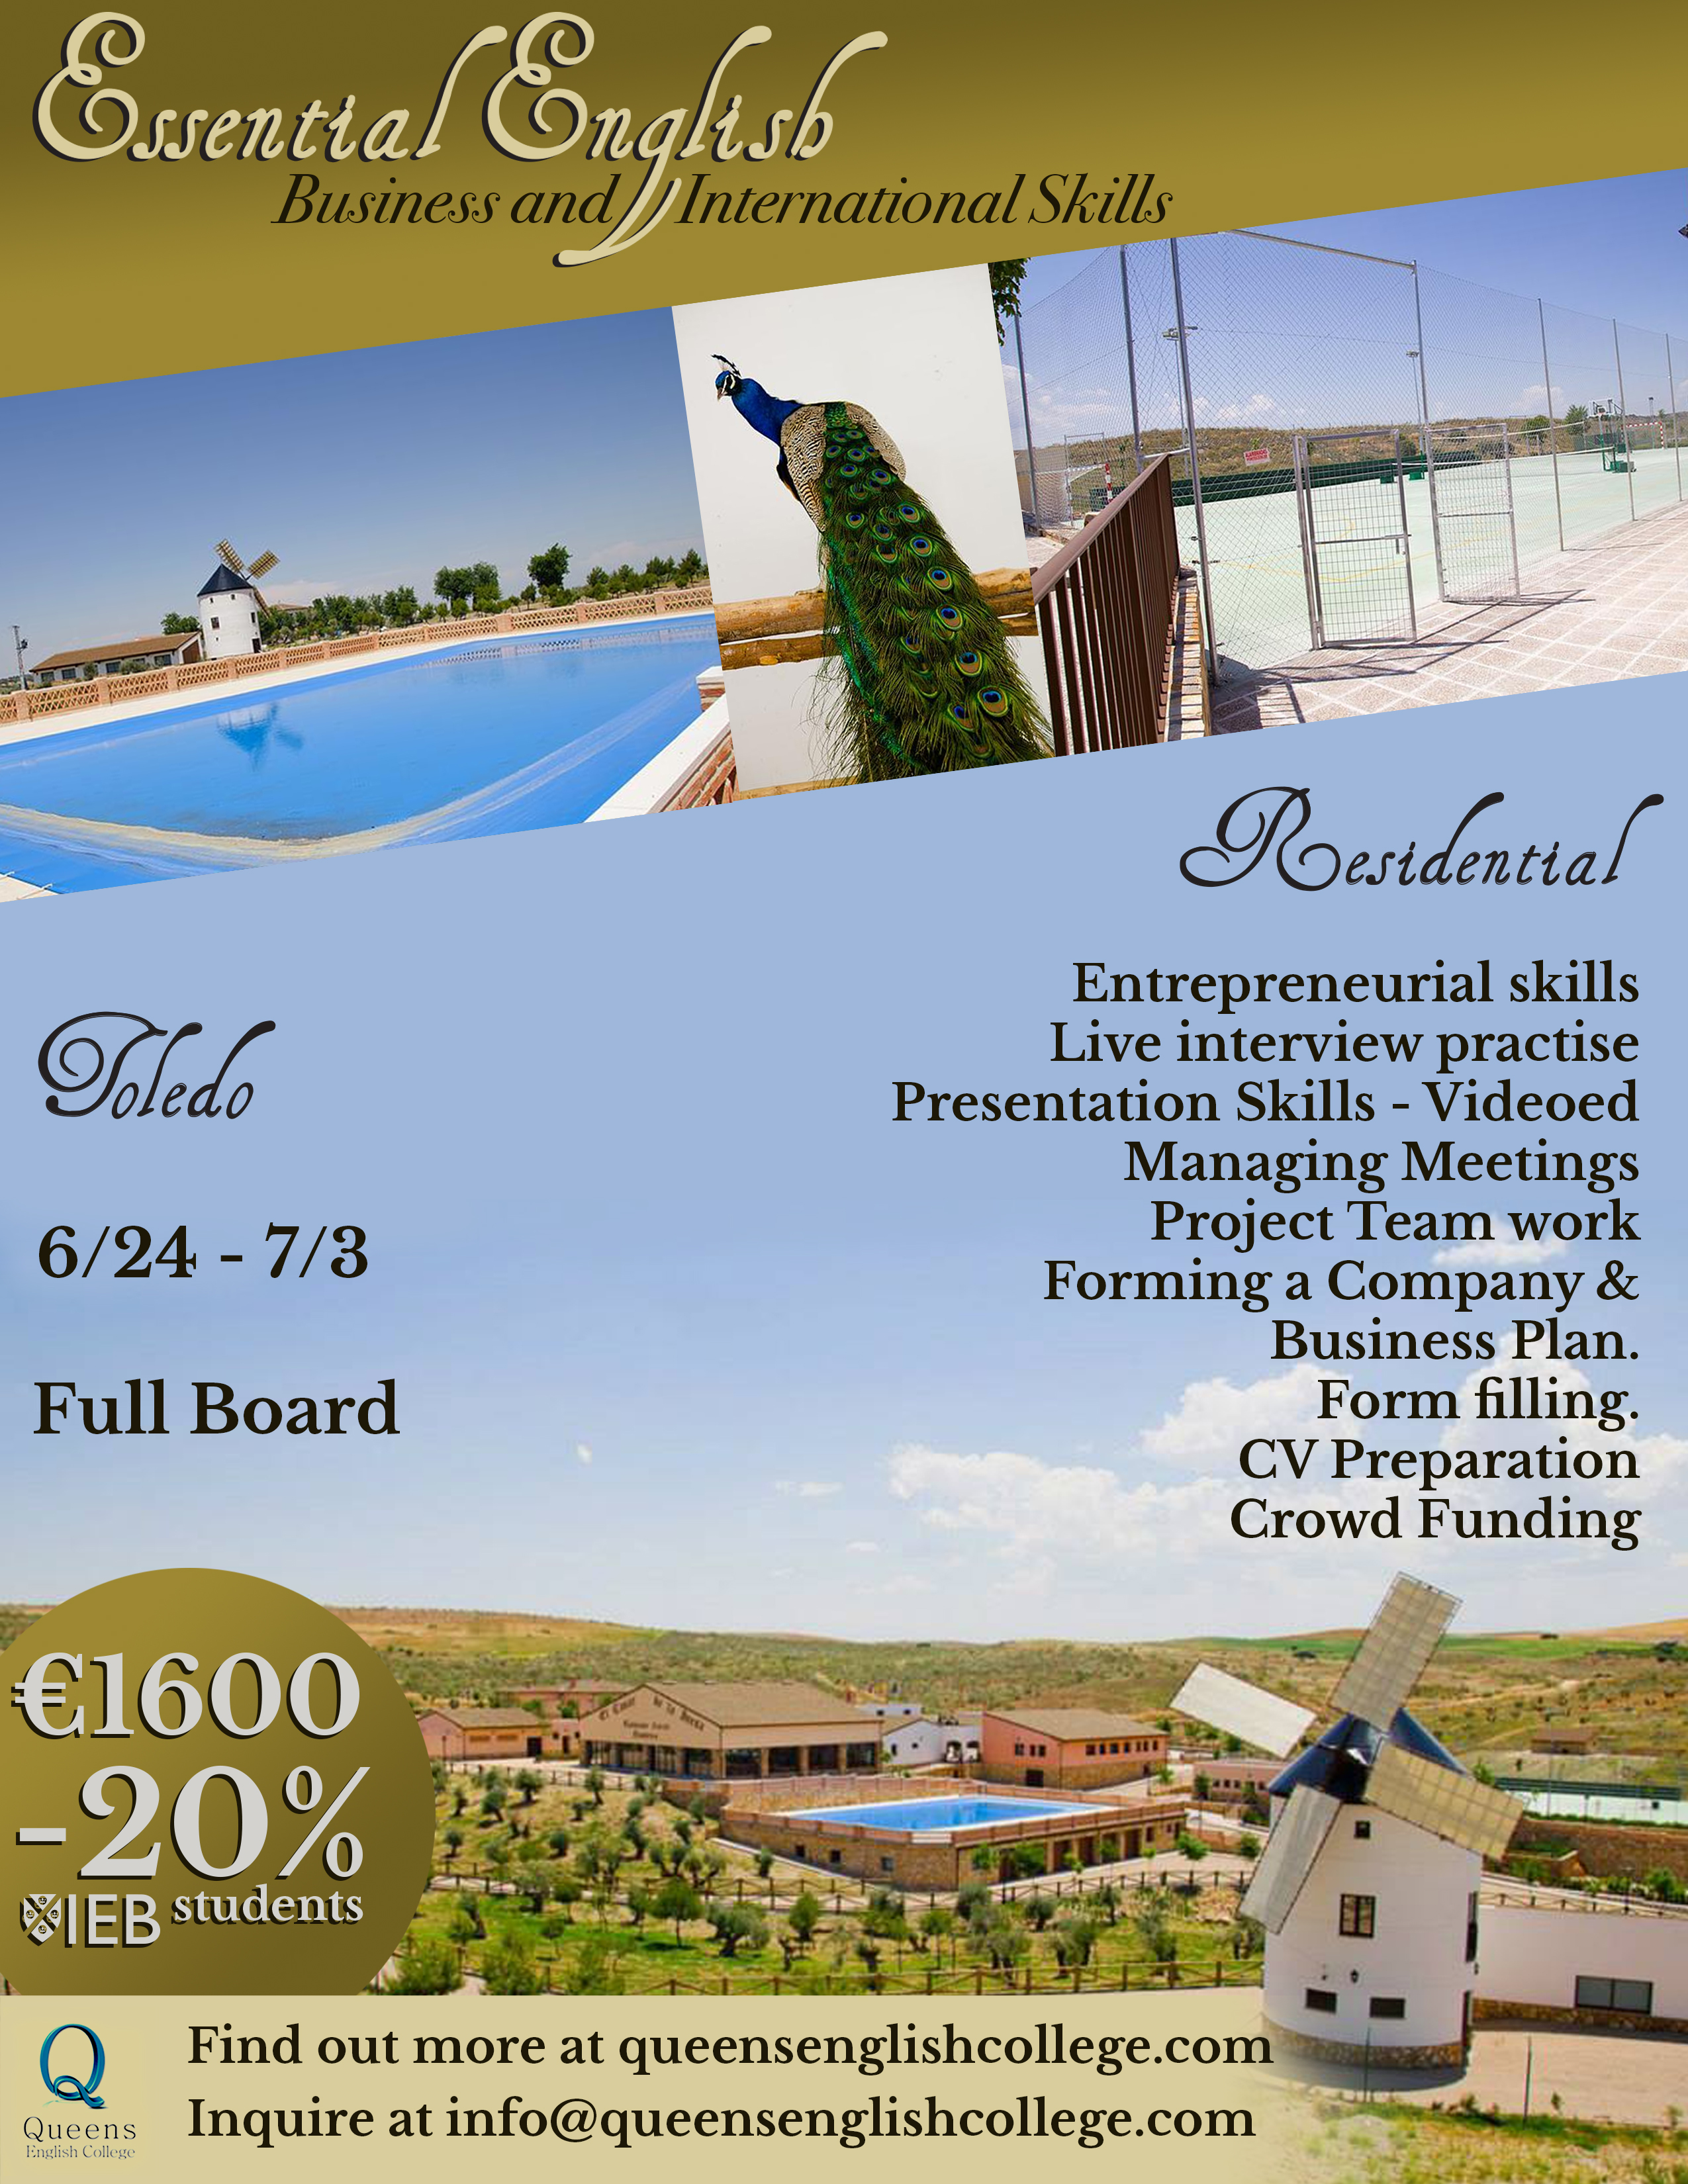 Essential English
Business and International Skills
Residential
Entrepreneurial skills
Live interview practise
Presentation Skills - Videoed
Managing Meetings
Project Team work
Forming a Company &
Business Plan.
Form filling.
CV Preparation
Crowd Funding
Toledo
6/24 - 7/3
Full Board
€1600
-20%
IEB students
Find out more at queensenglishcollege.com
Inquire at info@queensenglishcollege.com
Q
Queens
English College